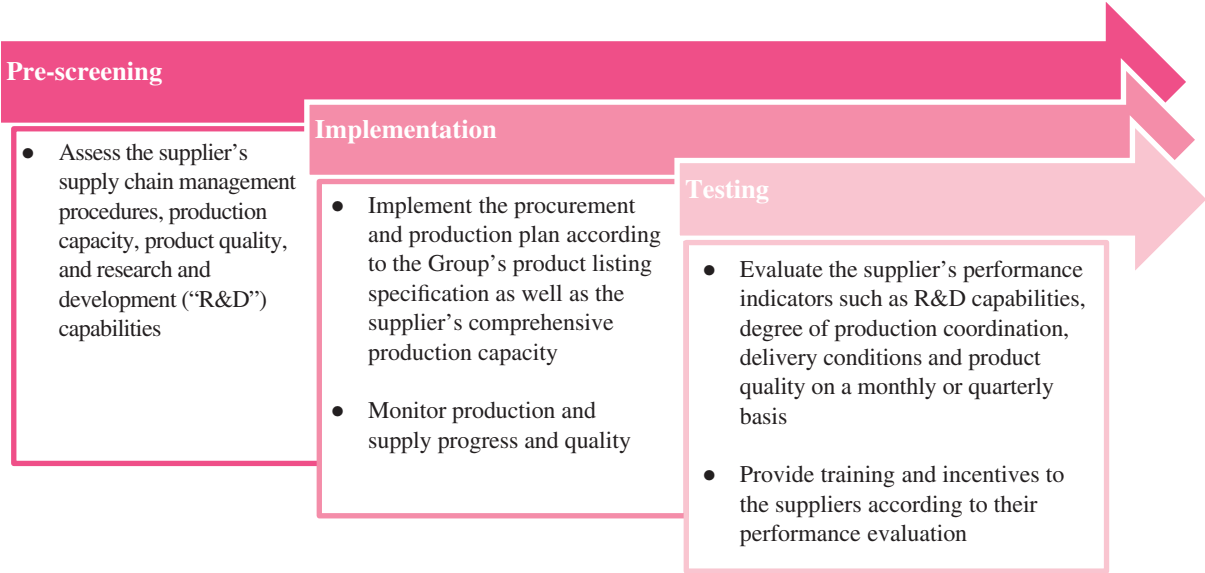 Pre-screening
● Assess the supplier’s
supply chain management
procedures, production
capacity, product quality,
and research and
development (“R&D”)
capabilities
Implementation
● Implement the procurement
and production plan according
to the Group’s product listing
specification as well as the
supplier’s comprehensive
production capacity
● Monitor production and
supply progress and quality
Testing
● Evaluate the supplier’s performance
indicators such as R&D capabilities,
degree of production coordination,
delivery conditions and product
quality on a monthly or quarterly
basis
● Provide training and incentives to
the suppliers according to their
performance evaluation